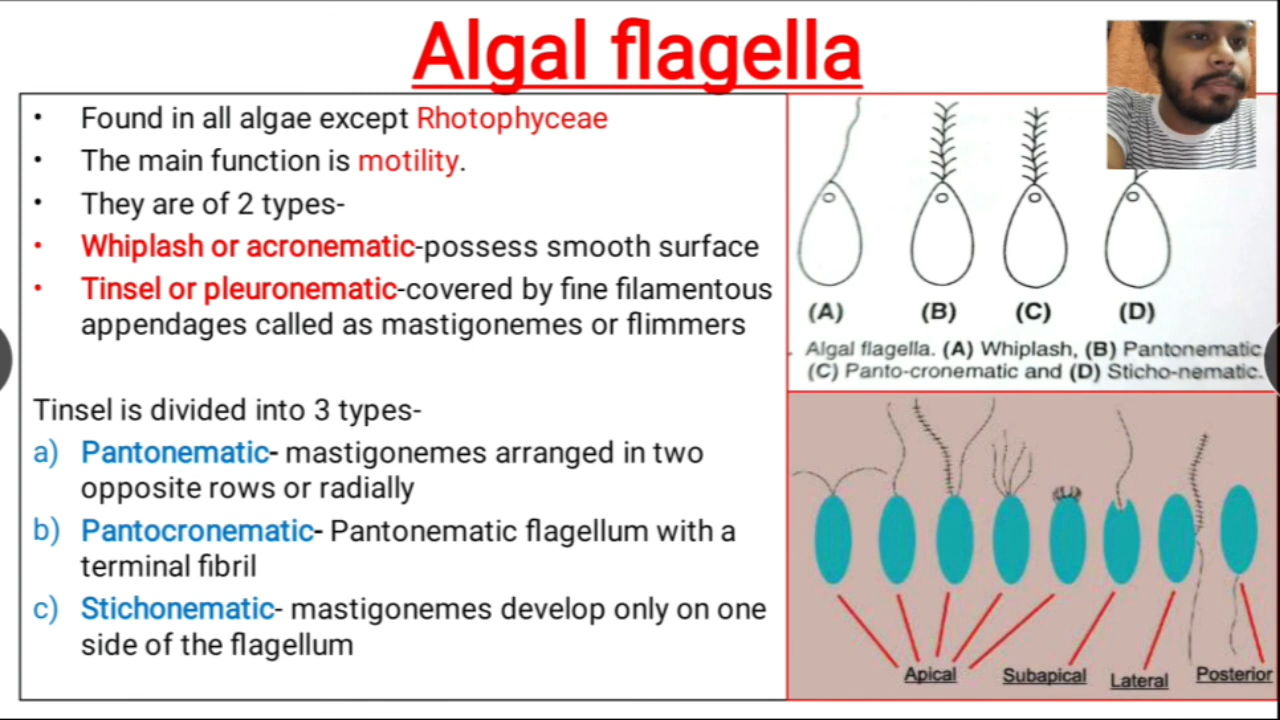 Algal flagella
• Found in all algae except Rhotophyceae
• The main function is motility.
• They are of 2 types-
• Whiplash or acronematic-possess smooth surface
• Tinsel or pleuronematic-covered by fine filamentous
appendages called as mastigonemes or flimmers
Tinsel is divided into 3 types-
a) Pantonematic- mastigonemes arranged in two
opposite rows or radially
b) Pantocronematic- Pantonematic flagellum with a
terminal fibril
c) Stichonematic- mastigonemes develop only on one
side of the flagellum
(A) (B) (C) (D)
Algal flagella. (A) Whiplash, (B) Pantonematic,
(C) Panto-cronematic and (D) Sticho-nematic.
Apical Subapical Lateral Posterior